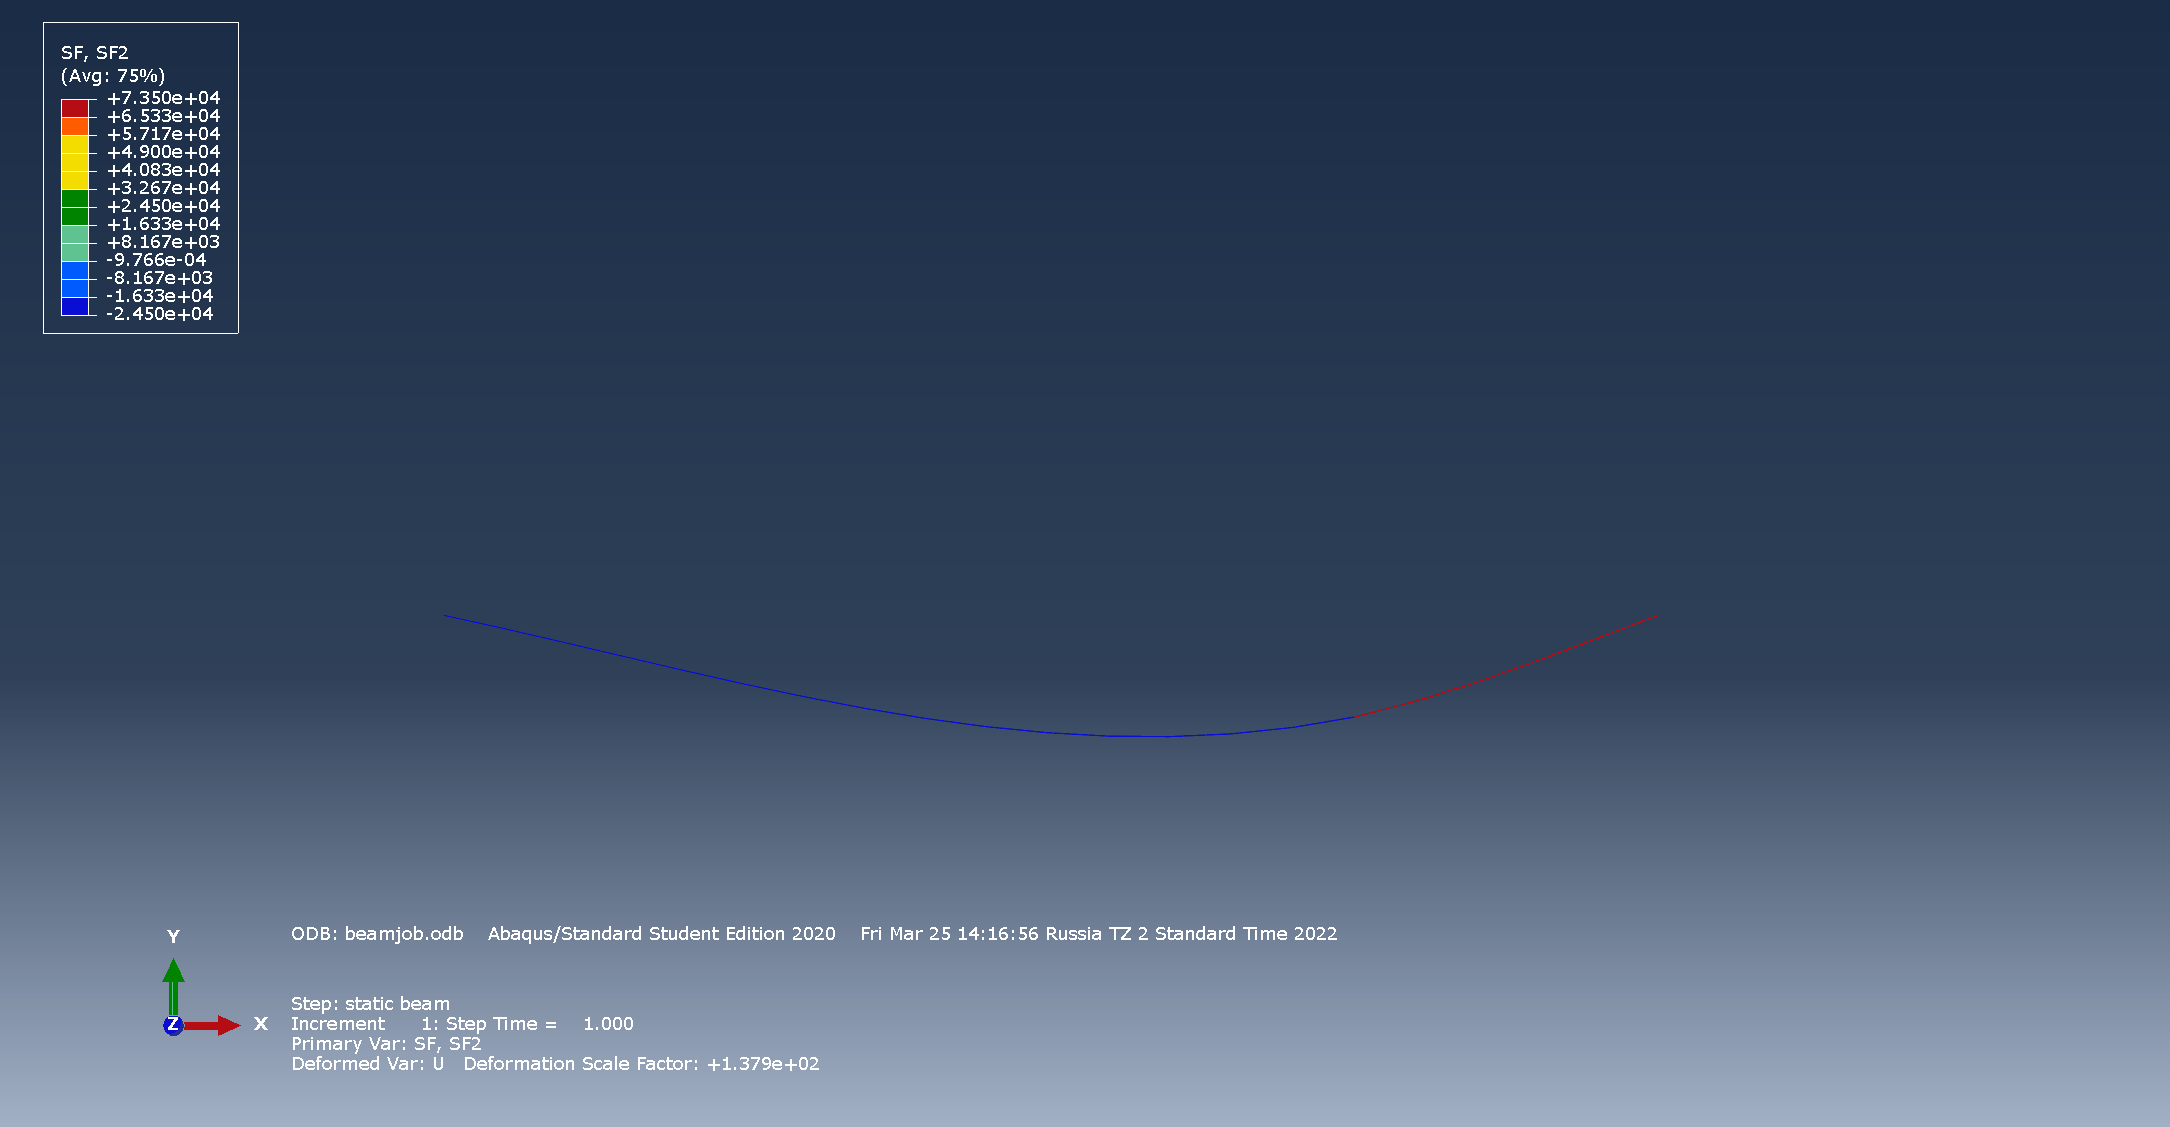 SF, SF2
(Avg: 75%)
+7.350e+04
+6.533e+04
+5.717e+04
+4.900e+04
+4.083e+04
+3.267e+04
+2.450e+04
+1.633e+04
+8.167e+03
-9.766e-04
-8.167e+03
-1.633e+04
-2.450e+04
Y
Z
X
ODB: beamjob.odb Abaqus/Standard Student Edition 2020 Fri Mar 25 14:16:56 Russia TZ 2 Standard Time 2022
Step: static beam
Increment 1: Step Time = 1.000
Primary Var: SF, SF2
Deformed Var: U Deformation Scale Factor: +1.379e+02